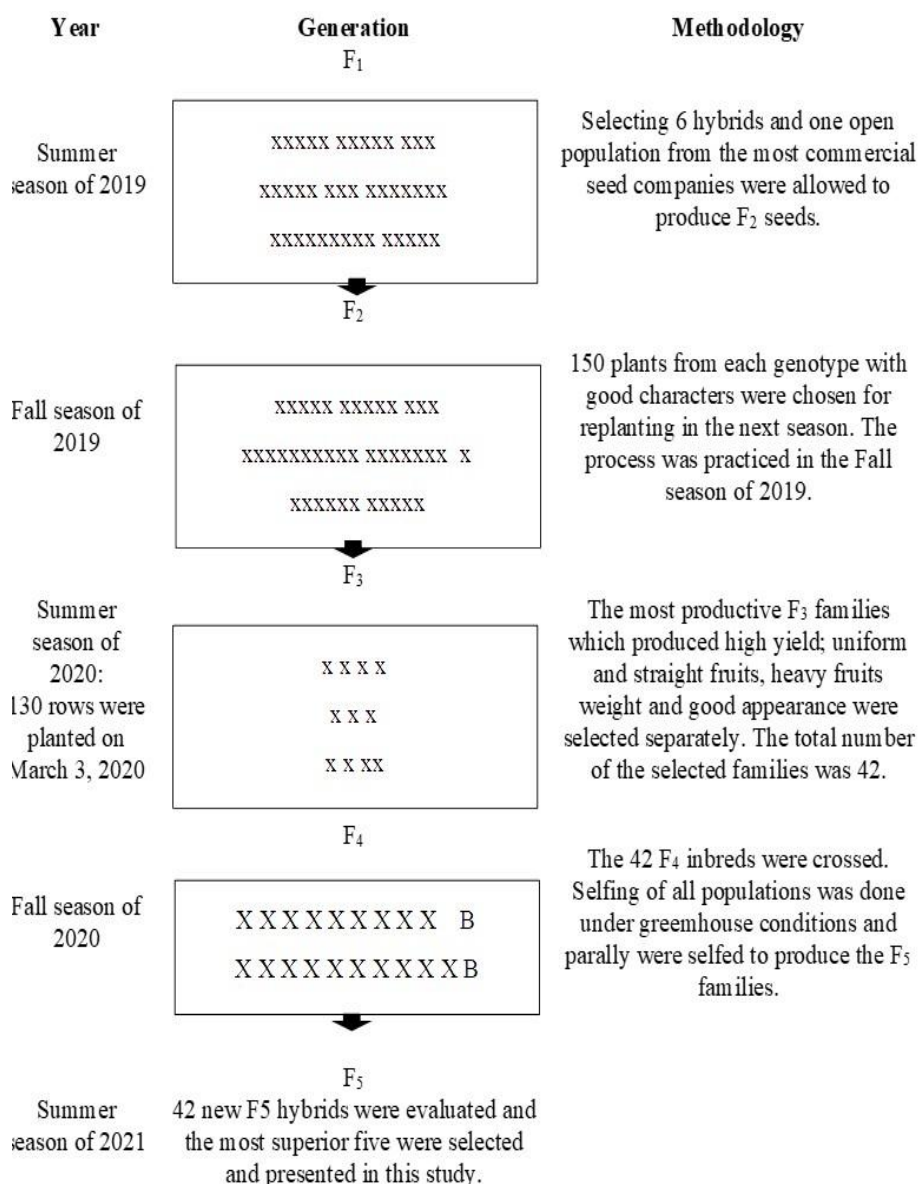 Year Generation Methodology
F₁
Summer
season of 2019
xxxxx xxxxx xxx
xxxxx xxx xxxxxxx
xxxxxxxxx xxxxx
Selecting 6 hybrids and one open
population from the most commercial
seed companies were allowed to
produce F₂ seeds.
F₂
Fall season of
2019
xxxxx xxxxx xxx
xxxxxxxxxx xxxxxxx x
xxxxxx xxxxx
150 plants from each genotype with
good characters were chosen for
replanting in the next season. The
process was practiced in the Fall
season of 2019.
F₃
Summer
season of
2020:
130 rows were
planted on
March 3, 2020
x x x x
x x x
x x xx
The most productive F₃ families
which produced high yield; uniform
and straight fruits, heavy fruits
weight and good appearance were
selected separately. The total number
of the selected families was 42.
F₄
Fall season of
2020
X X X X X X X X X B
X X X X X X X X X X B
The 42 F₄ inbreds were crossed.
Selfing of all populations was done
under greemhouse conditions and
parally were selfed to produce the F₅
families.
F₅
Summer
season of 2021
42 new F5 hybrids were evaluated and
the most superior five were selected
and presented in this study.